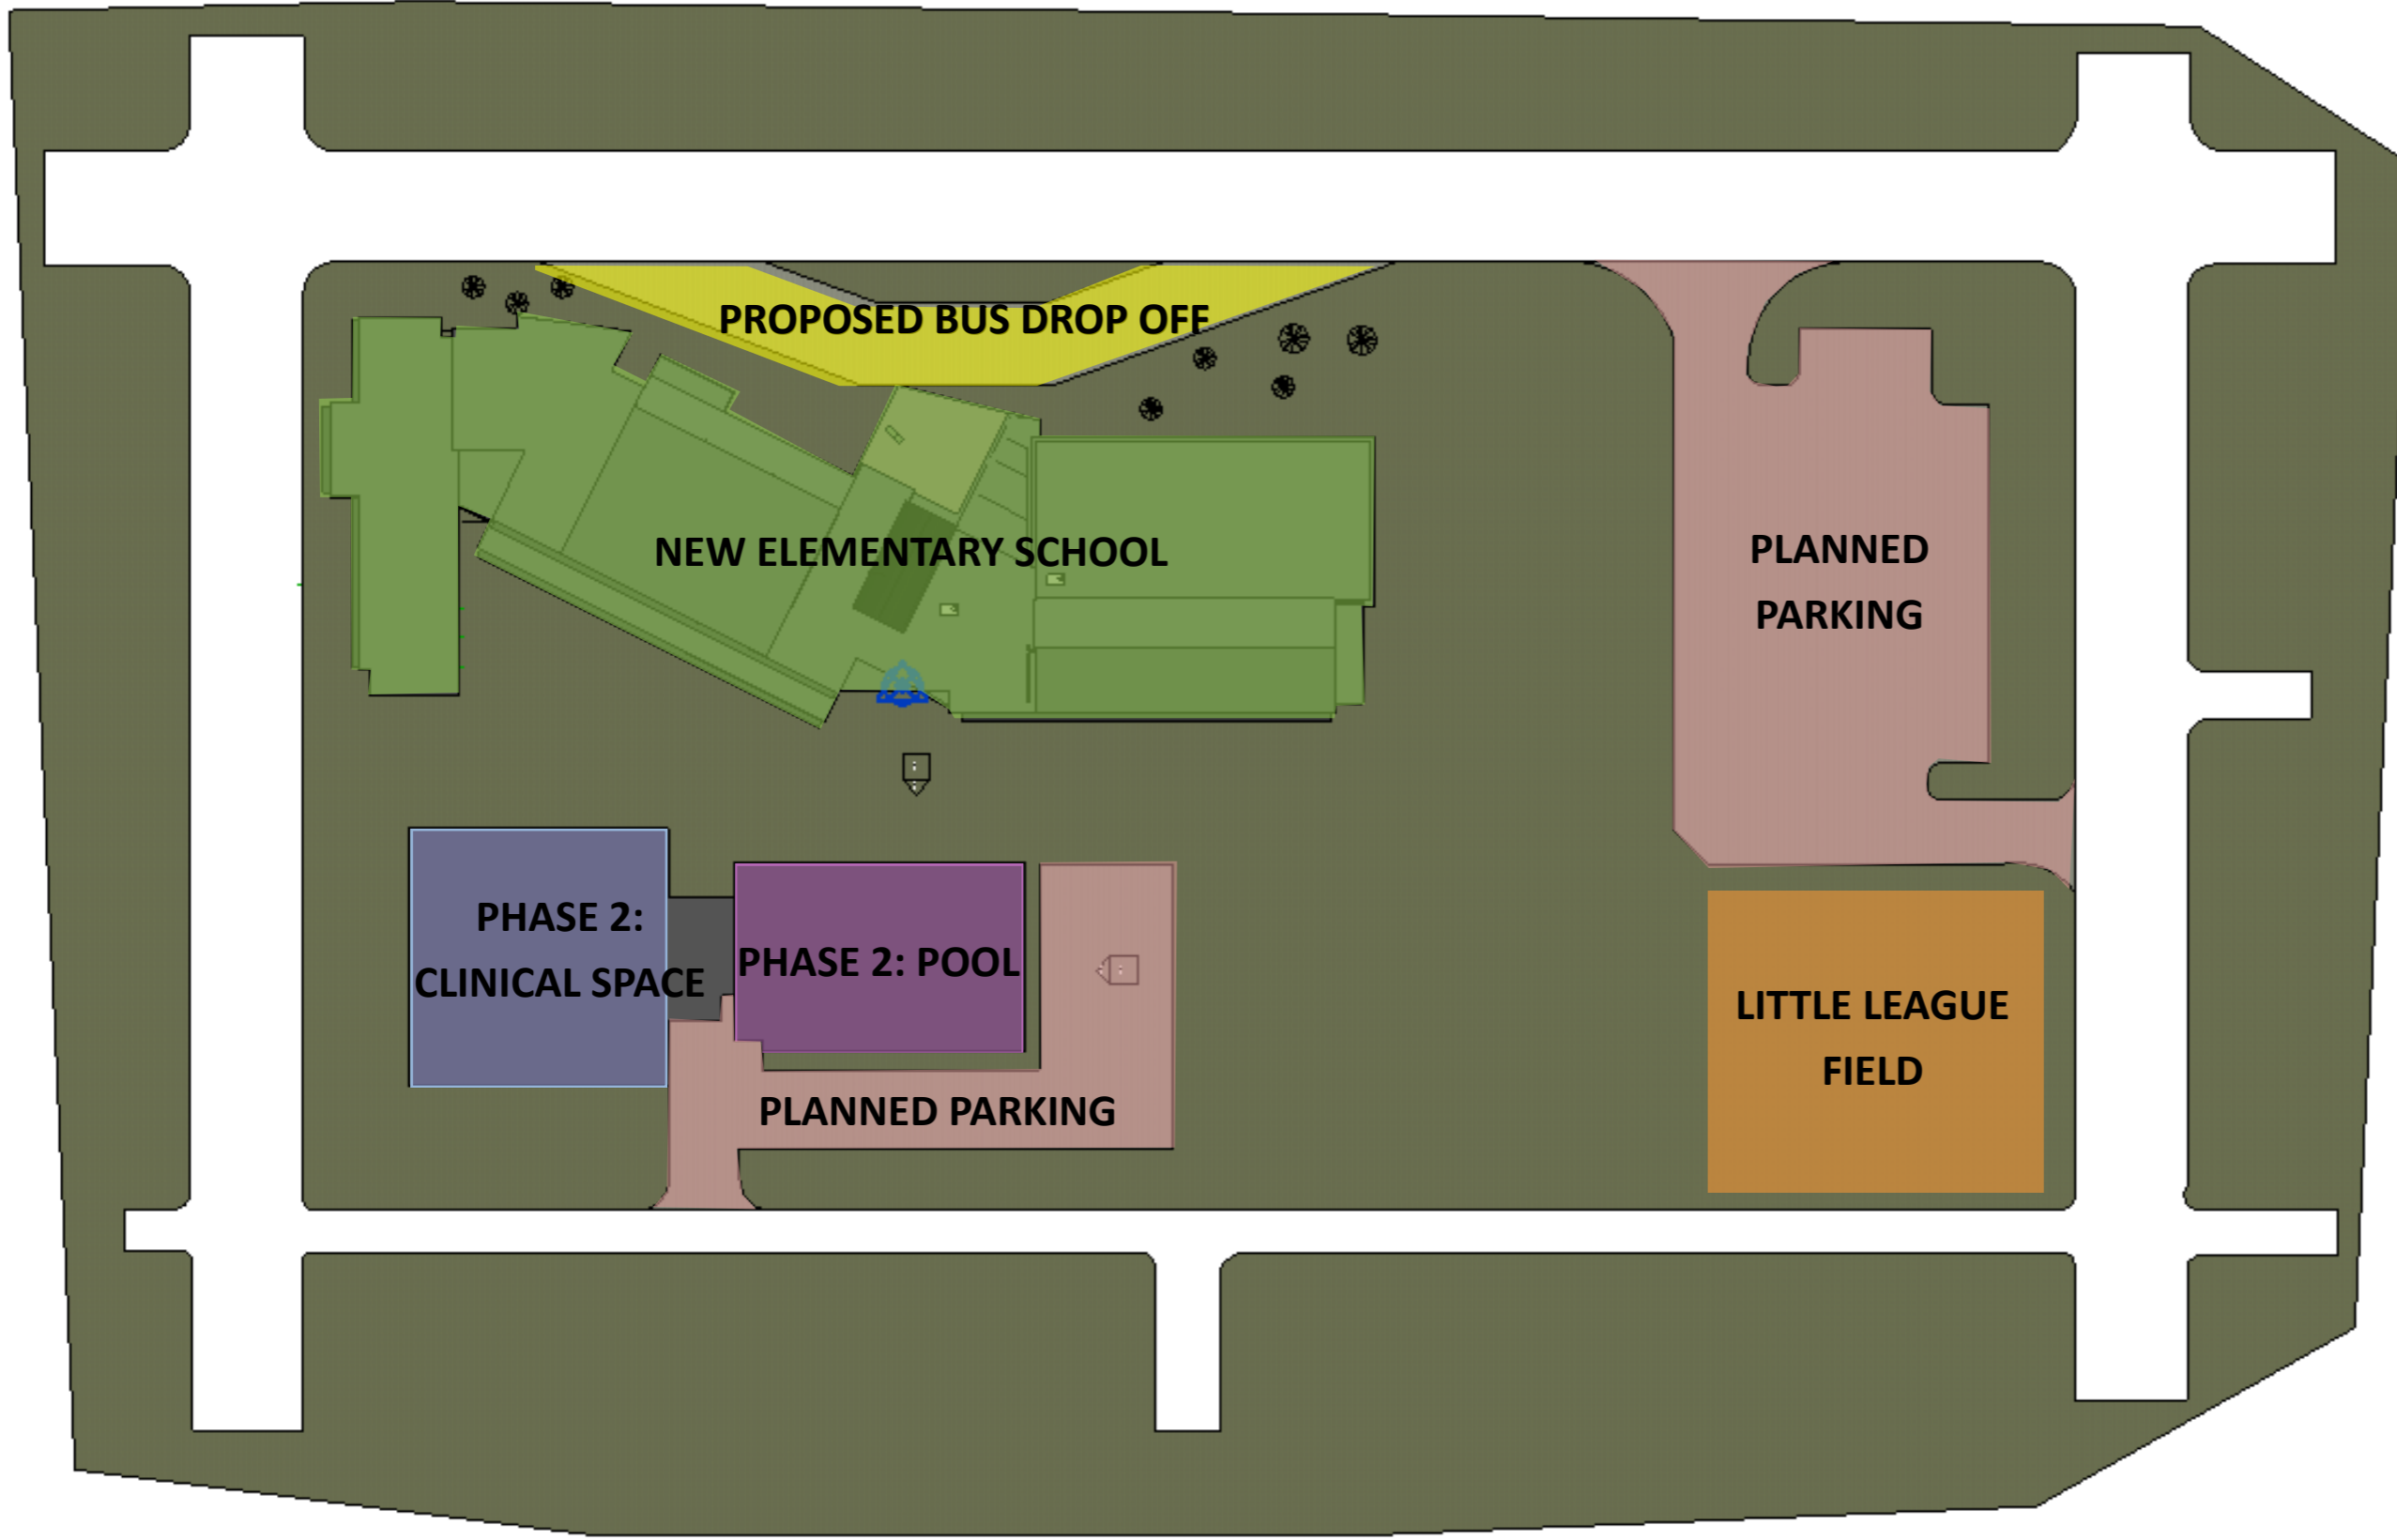 PROPOSED BUS DROP OFF
NEW ELEMENTARY SCHOOL
PLANNED
PARKING
PHASE 2:
CLINICAL SPACE
PHASE 2: POOL
PLANNED PARKING
LITTLE LEAGUE
FIELD